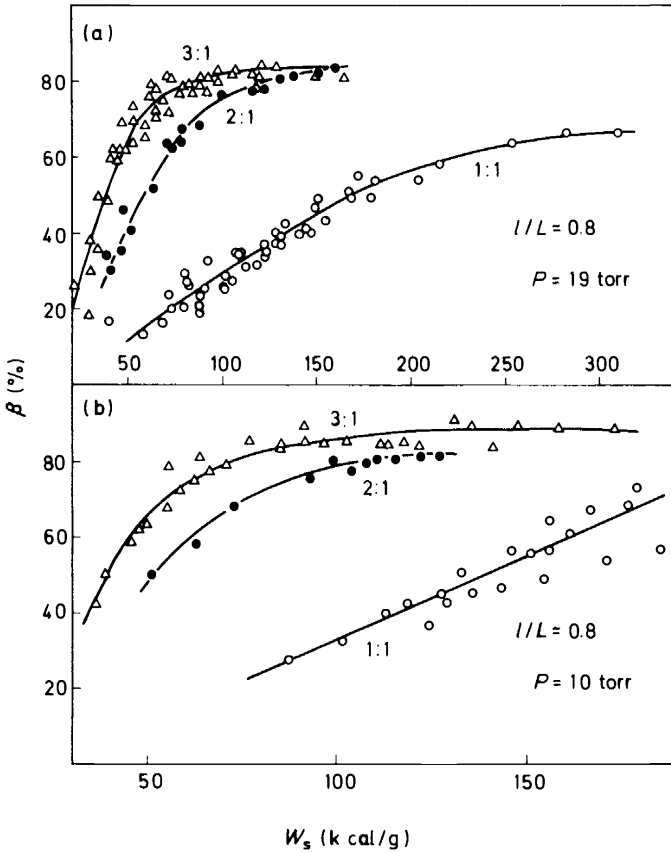 (a)
3:1
80
2:1
60
1:1
40
l/L = 0.8
P = 19 torr
20
50 100 150 200 250 300
β (%)
(b)
3:1
80
2:1
60
40
l/L = 0.8
1:1
P = 10 torr
20
50 100 150
Ws (k cal/g)